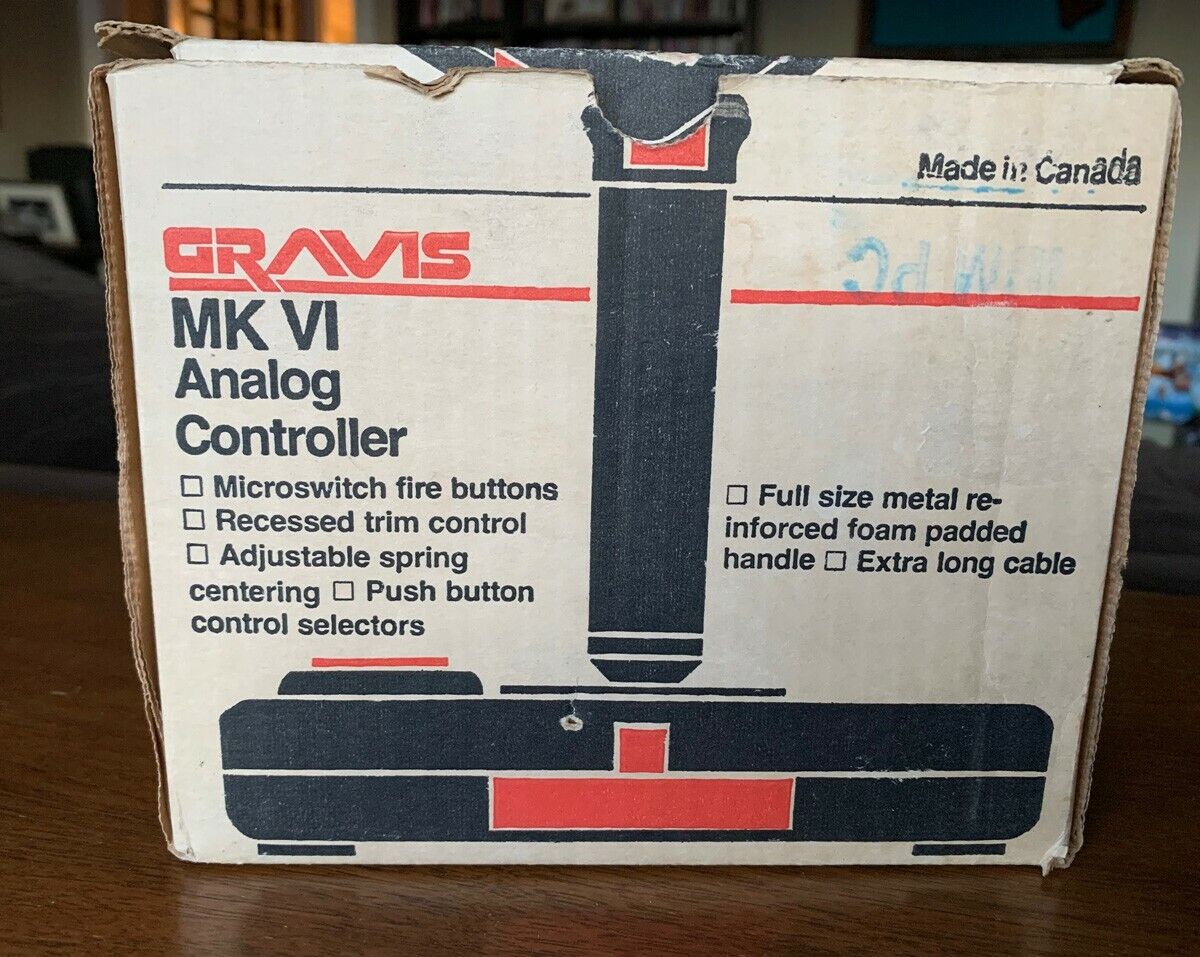 Made in Canada
GRAVIS
MK VI
Analog
Controller
☐ Microswitch fire buttons
☐ Recessed trim control
☐ Adjustable spring
centering ☐ Push button
control selectors
☐ Full size metal re-
inforced foam padded
handle ☐ Extra long cable